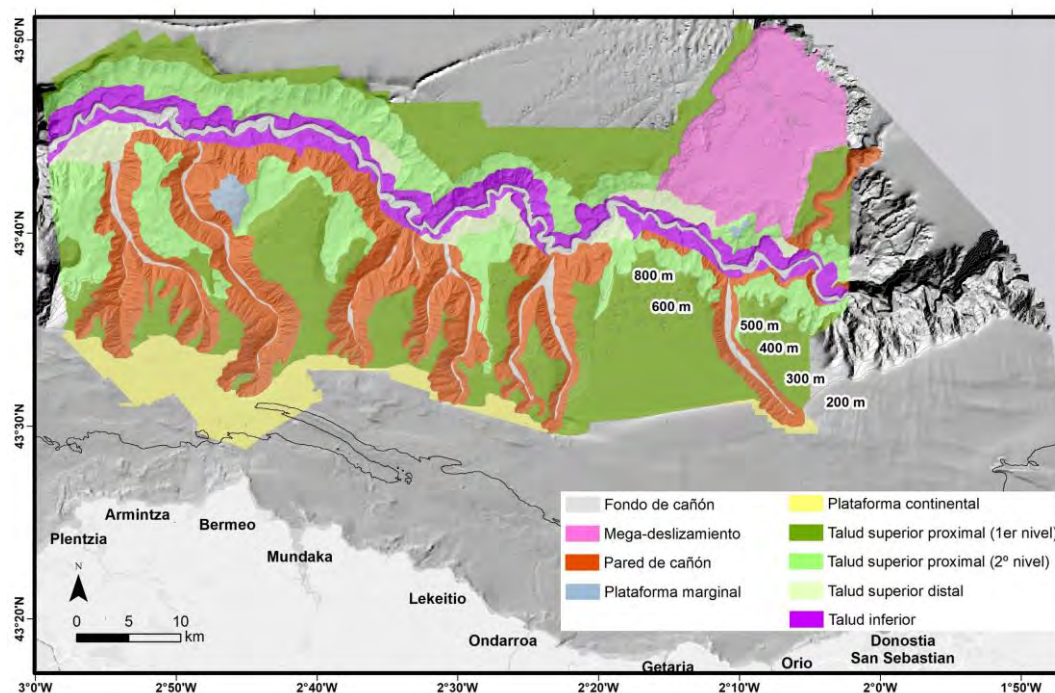 43°50'N
43°40'N
43°30'N
43°20'N
800 m
600 m
500 m
400 m
300 m
200 m
Armintza
Plentzia
Bermeo
Mundaka
Lekeitio
Ondarroa
Getaria
Orio
Donostia
San Sebastian
N
0 5 10
km
Fondo de cañón
Mega-deslizamiento
Pared de cañón
Plataforma marginal
Plataforma continental
Talud superior proximal (1er nivel)
Talud superior proximal (2º nivel)
Talud superior distal
Talud inferior
3°0'W 2°50'W 2°40'W 2°30'W 2°20'W 2°10'W 2°0'W 1°50'W